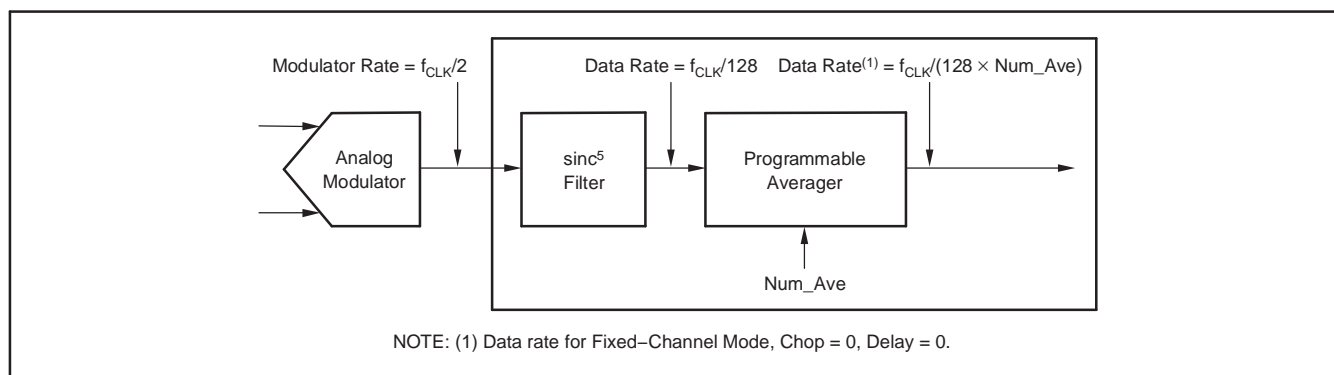 Modulator Rate = fCLK/2
Data Rate = fCLK/128
Data Rate(1) = fCLK/(128 × Num_Ave)
Analog
Modulator
sinc5
Filter
Programmable
Averager
Num_Ave
NOTE: (1) Data rate for Fixed−Channel Mode, Chop = 0, Delay = 0.